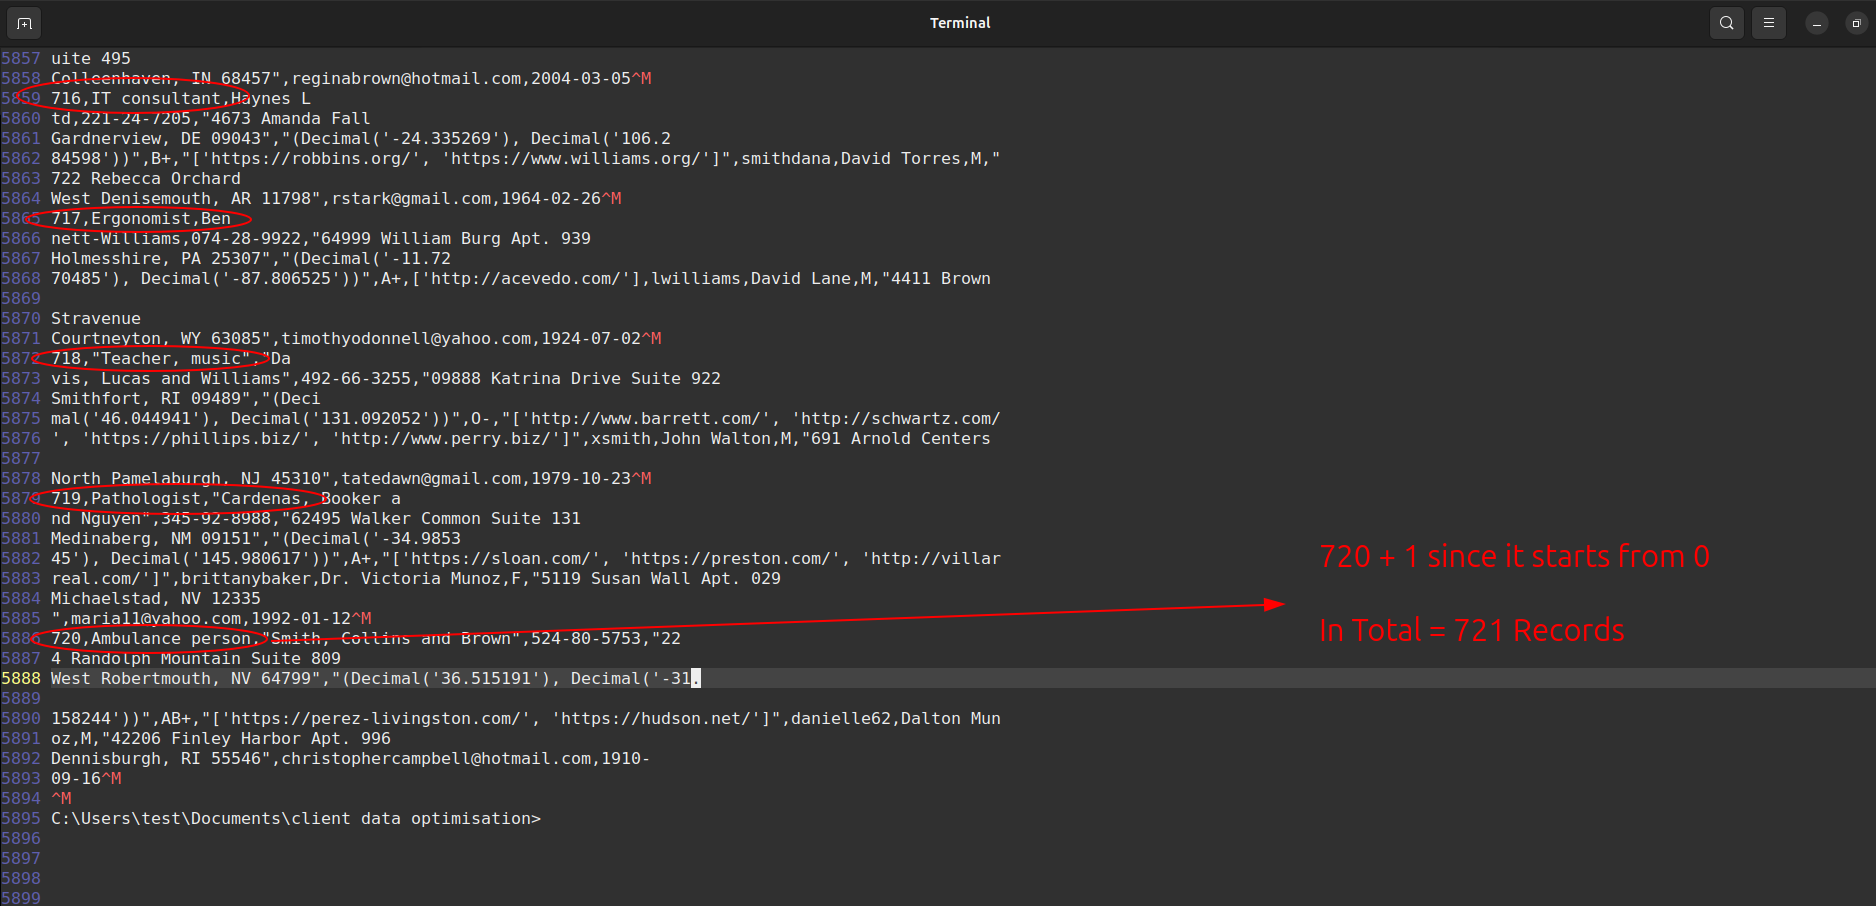 Terminal
5857 uite 495
5858 Colleenhaven, IN 68457",reginabrown@hotmail.com,2004-03-05^M
5859 716,IT consultant,Haynes L
5860 td,221-24-7205,"4673 Amanda Fall
5861 Gardnerview, DE 09043","(Decimal('-24.335269'), Decimal('106.2
5862 84598'))",B+,"['https://robbins.org/', 'https://www.williams.org/']",smithdana,David Torres,M,"
5863 722 Rebecca Orchard
5864 West Denisemouth, AR 11798",rstark@gmail.com,1964-02-26^M
5865 717,Ergonomist,Ben
5866 nett-Williams,074-28-9922,"64999 William Burg Apt. 939
5867 Holmesshire, PA 25307","(Decimal('-11.72
5868 70485'), Decimal('-87.806525'))",A+,['http://acevedo.com/'],lwilliams,David Lane,M,"4411 Brown
5869
5870 Stravenue
5871 Courtneyton, WY 63085",timothyodonnell@yahoo.com,1924-07-02^M
5872 718,"Teacher, music","Da
5873 vis, Lucas and Williams",492-66-3255,"09888 Katrina Drive Suite 922
5874 Smithfort, RI 09489","(Deci
5875 mal('46.044941'), Decimal('131.092052'))",O-,"['http://www.barrett.com/', 'http://schwartz.com/
5876 ', 'https://phillips.biz/', 'http://www.perry.biz/']",xsmith,John Walton,M,"691 Arnold Centers
5877
5878 North Pamelaburgh, NJ 45310",tatedawn@gmail.com,1979-10-23^M
5879 719,Pathologist,"Cardenas, Booker a
5880 nd Nguyen",345-92-8988,"62495 Walker Common Suite 131
5881 Medinaberg, NM 09151","(Decimal('-34.9853
5882 45'), Decimal('145.980617'))",A+,"['https://sloan.com/', 'https://preston.com/', 'http://villar
5883 real.com/']",brittanybaker,Dr. Victoria Munoz,F,"5119 Susan Wall Apt. 029
5884 Michaelstad, NV 12335
5885 ",maria11@yahoo.com,1992-01-12^M
5886 720,Ambulance person,"Smith, Collins and Brown",524-80-5753,"22
5887 4 Randolph Mountain Suite 809
5888 West Robertmouth, NV 64799","(Decimal('36.515191'), Decimal('-31.
5889
5890 158244'))",AB+,"['https://perez-livingston.com/', 'https://hudson.net/']",danielle62,Dalton Mun
5891 oz,M,"42206 Finley Harbor Apt. 996
5892 Dennisburgh, RI 55546",christophercampbell@hotmail.com,1910-
5893 09-16^M
5894 ^M
5895 C:\Users\test\Documents\client data optimisation>
5896
5897
5898
5899
720 + 1 since it starts from 0
In Total = 721 Records